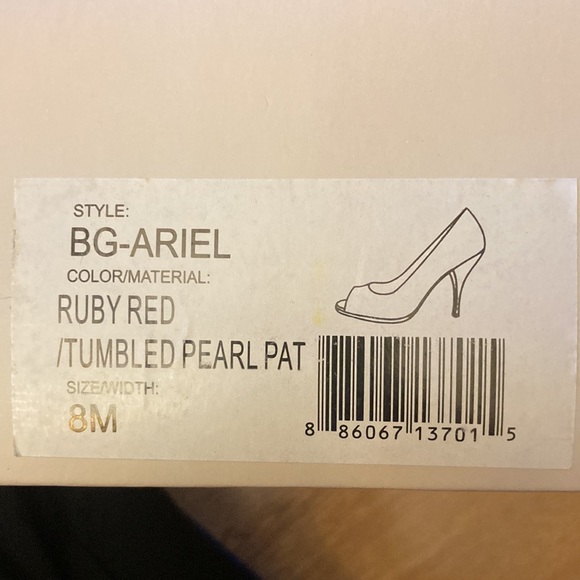 STYLE:
BG-ARIEL
COLOR/MATERIAL:
RUBY RED
/TUMBLED PEARL PAT
SIZE/WIDTH:
8M
8 86067 13701 5